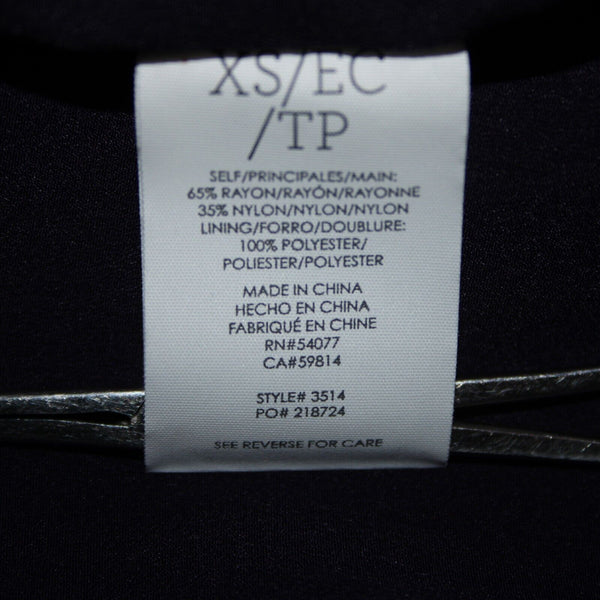 XS/EC
/TP
SELF/PRINCIPALES/MAIN:
65% RAYON/RAYÓN/RAYONNE
35% NYLON/NYLON/NYLON
LINING/FORRO/DOUBLURE:
100% POLYESTER/
POLIESTER/POLYESTER
MADE IN CHINA
HECHO EN CHINA
FABRIQUÉ EN CHINE
RN#54077
CA#59814
STYLE# 3514
PO# 218724
SEE REVERSE FOR CARE